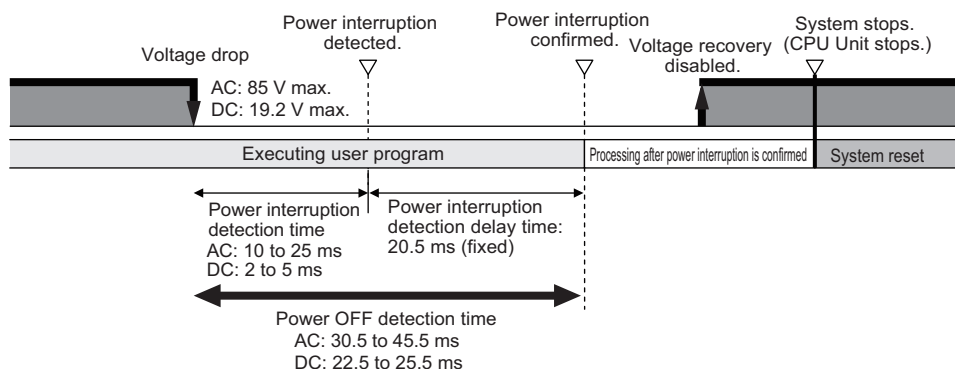 Voltage drop
Power interruption
detected.
Power interruption
confirmed.
Voltage recovery
disabled.
System stops.
(CPU Unit stops.)
AC: 85 V max.
DC: 19.2 V max.
Executing user program
Processing after power interruption is confirmed
System reset
Power interruption
detection time
AC: 10 to 25 ms
DC: 2 to 5 ms
Power interruption
detection delay time:
20.5 ms (fixed)
Power OFF detection time
AC: 30.5 to 45.5 ms
DC: 22.5 to 25.5 ms